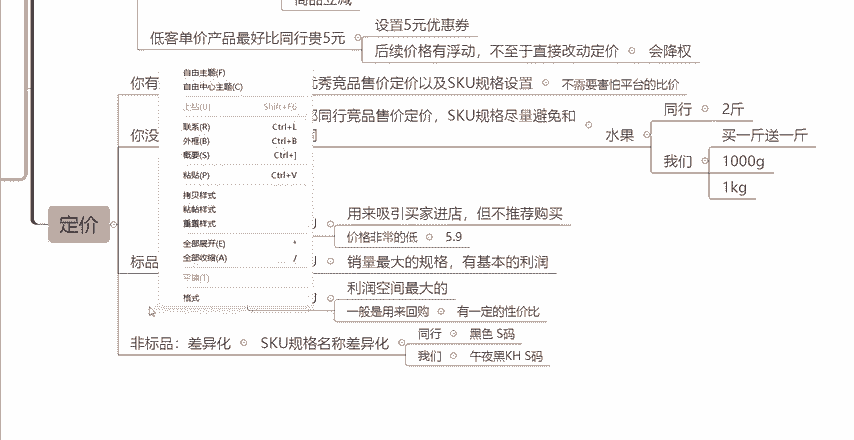 商品立减
低客单价产品最好比同行贵5元
设置5元优惠券
后续价格有浮动，不至于直接改动定价
会降权
你有
优秀竞品售价定价以及SKU规格设置
不需要害怕平台的比价
你没
同行竞品售价定价，SKU规格尽量避免和
水果
同行
2斤
我们
买一斤送一斤
1000g
1kg
定价
标品
用来吸引买家进店，但不推荐购买
价格非常的低
5.9
销量最大的规格，有基本的利润
利润空间最大的
一般是用来回购
有一定的性价比
非标品：差异化
SKU规格名称差异化
同行
黑色 S码
我们
午夜黑KH S码
自由主题(F)
自由中心主题(C)
上钻(U) Shift+F6
联系(R) Ctrl+L
外框(B) Ctrl+B
概要(S) Ctrl+]
粘贴(P) Ctrl+V
拷贝样式
粘帖样式
重置样式
全部展开(E) *
全部收缩(A) /
平铺(T)
格式